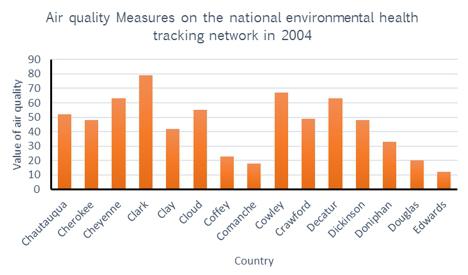 Air quality Measures on the national environmental health
tracking network in 2004
Value of air quality
90
80
70
60
50
40
30
20
10
0
Chautauqua
Cherokee
Cheyenne
Clark
Clay
Cloud
Coffey
Comanche
Cowley
Crawford
Decatur
Dickinson
Doniphan
Douglas
Edwards
Country